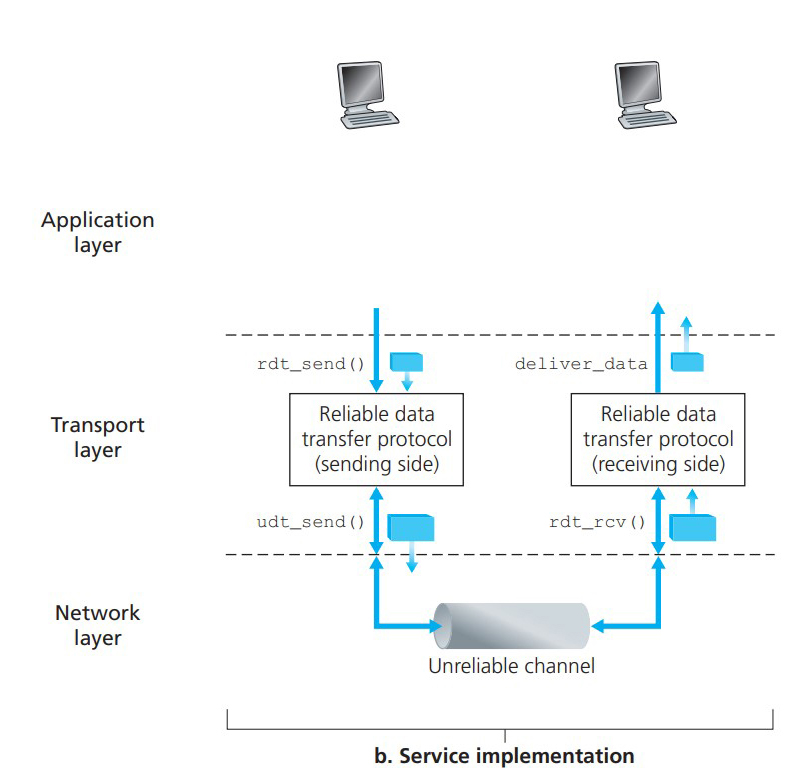 Application
layer
rdt_send()
deliver_data
Transport
layer
Reliable data
transfer protocol
(sending side)
Reliable data
transfer protocol
(receiving side)
udt_send()
rdt_rcv()
Network
layer
Unreliable channel
b. Service implementation